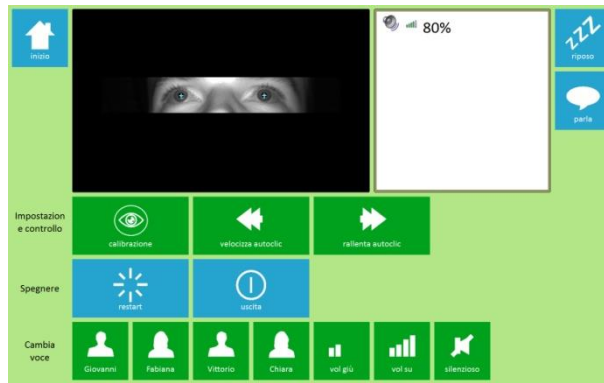 inizio
80%
zzz
riposo
parla
Impostazion
e controllo
calibrazione
velocizza autoclic
rallenta autoclic
Spegnere
restart
uscita
Cambia
voce
Giovanni
Fabiana
Vittorio
Chiara
vol giù
vol su
silenzioso